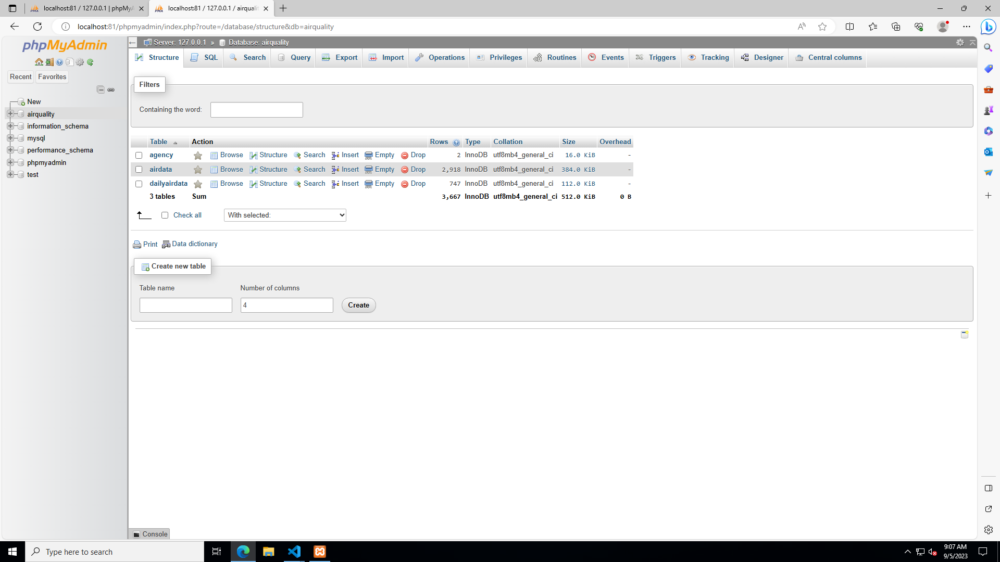 localhost:81 / 127.0.0.1 | phpMyA
localhost:81 / 127.0.0.1 / airqualit
localhost:81/phpmyadmin/index.php?route=/database/structure&db=airquality
phpMyAdmin
Recent
Favorites
New
airquality
information_schema
mysql
performance_schema
phpmyadmin
test
Server: 127.0.0.1 » Database: airquality
Structure SQL Search Query Export Import Operations Privileges Routines Events Triggers Tracking Designer Central columns
Filters
Containing the word:
Table Action Rows Type Collation Size Overhead
agency Browse Structure Search Insert Empty Drop 2 InnoDB utf8mb4_general_ci 16.0 KiB -
airdata Browse Structure Search Insert Empty Drop 2,918 InnoDB utf8mb4_general_ci 384.0 KiB -
dailyairdata Browse Structure Search Insert Empty Drop 747 InnoDB utf8mb4_general_ci 112.0 KiB -
3 tables Sum 3,667 InnoDB utf8mb4_general_ci 512.0 KiB 0 B
Check all With selected:
Print Data dictionary
Create new table
Table name Number of columns
4 Create
Console
Type here to search
9:07 AM
9/5/2023